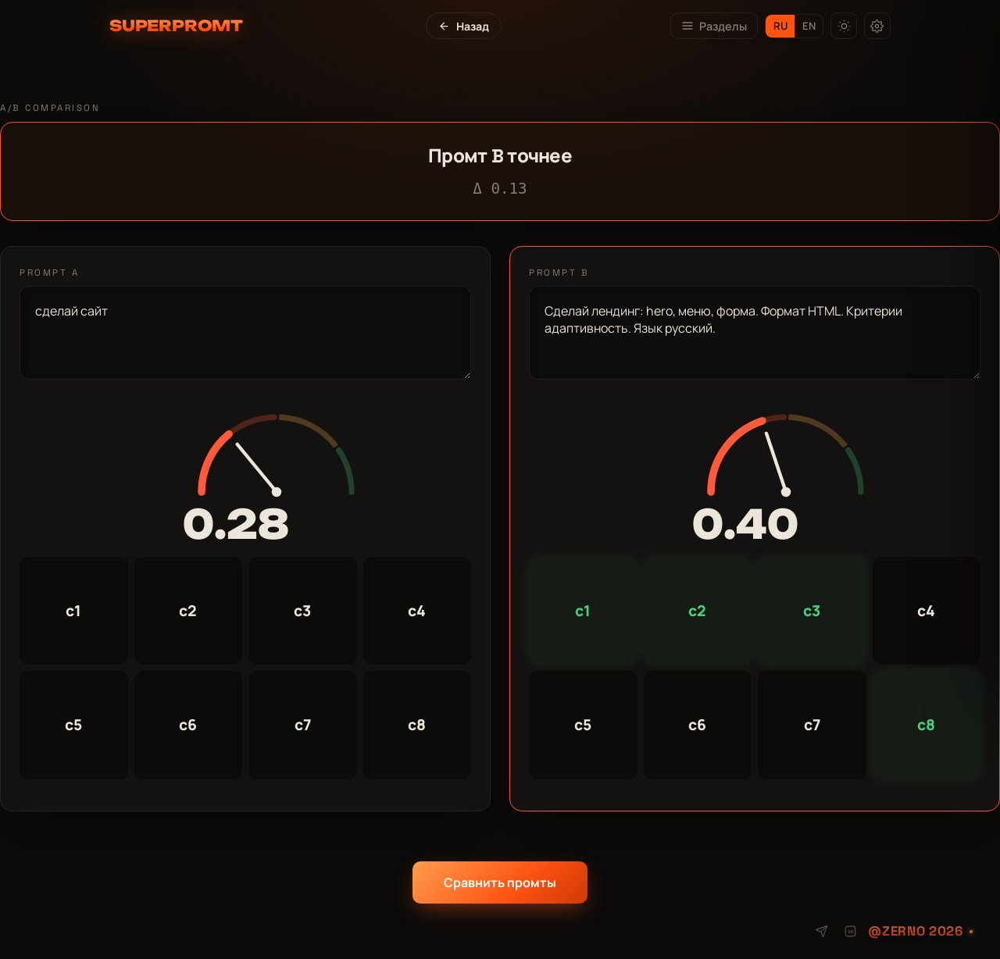 SUPERPROMT
Назад
Разделы
RU
EN
A/B COMPARISON
Промт B точнее
Δ 0.13
PROMPT A
сделай сайт
0.28
c1
c2
c3
c4
c5
c6
c7
c8
PROMPT B
Сделай лендинг: hero, меню, форма. Формат HTML. Критерии
адаптивность. Язык русский.
0.40
c1
c2
c3
c4
c5
c6
c7
c8
Сравнить промты
@ZERNO 2026 •